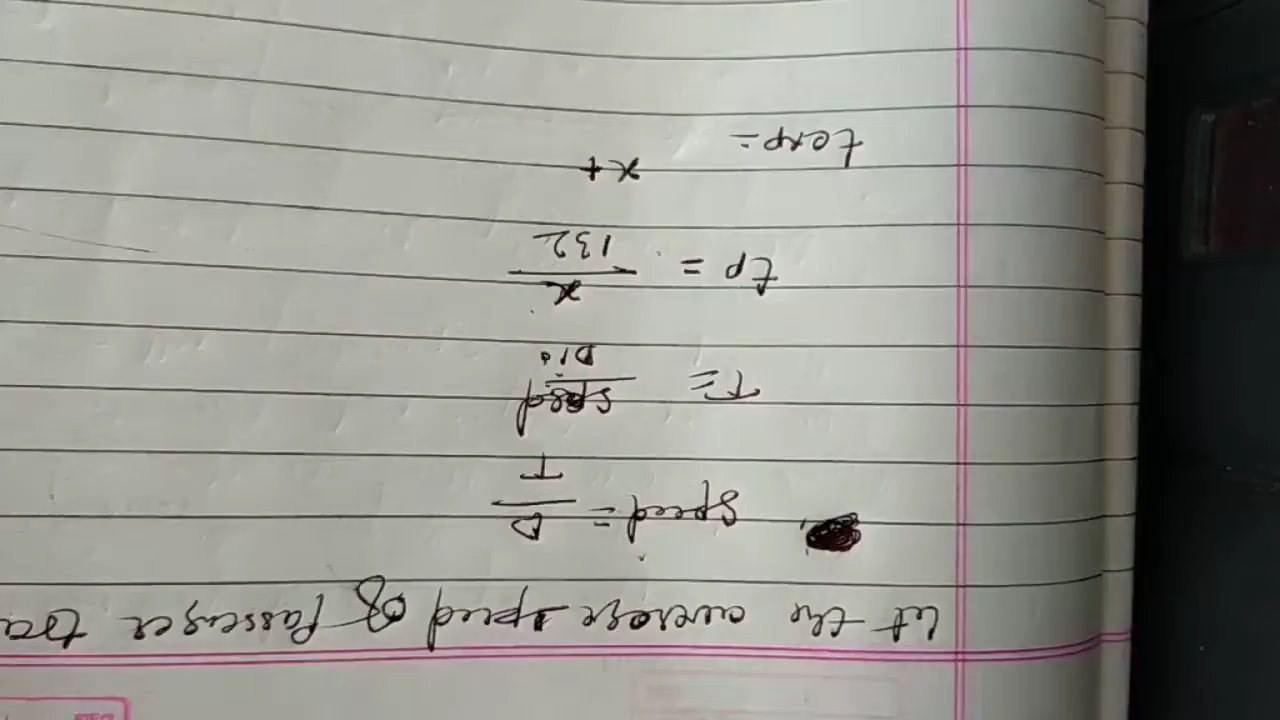 Let the average speed of Passenger tra
Speed = D/T
T = Speed/Dis
tp = x/132
x +
texp =